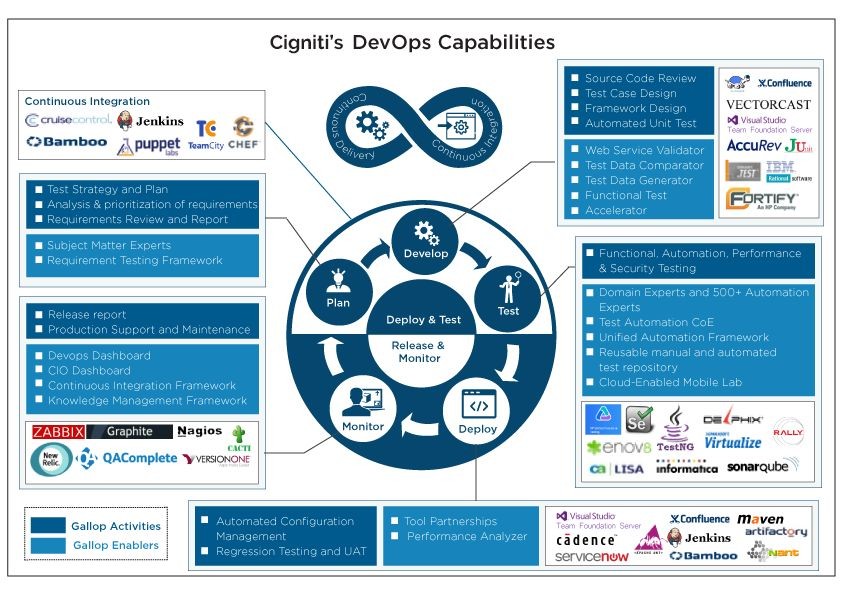 Cigniti's DevOps Capabilities
Continuous Integration
cruisecontrol.
Jenkins
TC
Bamboo
puppet
labs
TeamCity
CHEF
Continuous Delivery
Continuous Integration
Source Code Review
Test Case Design
Framework Design
Automated Unit Test
Web Service Validator
Test Data Comparator
Test Data Generator
Functional Test
Accelerator
Confluence
VECTORCAST
Visual Studio
Team Foundation Server
AccuRev
TEST
IBM
Rational software
FORTIFY
An HP Company
Test Strategy and Plan
Analysis & prioritization of requirements
Requirements Review and Report
Subject Matter Experts
Requirement Testing Framework
Develop
Plan
Test
Deploy & Test
Release &
Monitor
Monitor
Deploy
Functional, Automation, Performance
& Security Testing
Domain Experts and 500+ Automation
Experts
Test Automation CoE
Unified Automation Framework
Reusable manual and automated
test repository
Cloud-Enabled Mobile Lab
Release report
Production Support and Maintenance
Devops Dashboard
CIO Dashboard
Continuous Integration Framework
Knowledge Management Framework
ZABBIX
Graphite
Nagios
CACTI
New
Relic.
QAComplete
VERSIONONE
Se
DELPHIX
enov8
TestNG
Virtualize
RALLY
ca
LISA
informatica
sonarqube
Gallop Activities
Gallop Enablers
Automated Configuration
Management
Regression Testing and UAT
Tool Partnerships
Performance Analyzer
Visual Studio
Team Foundation Server
cādence
servicenow
APACHE ANT
Confluence
Jenkins
Bamboo
maven
artifactory
Nant